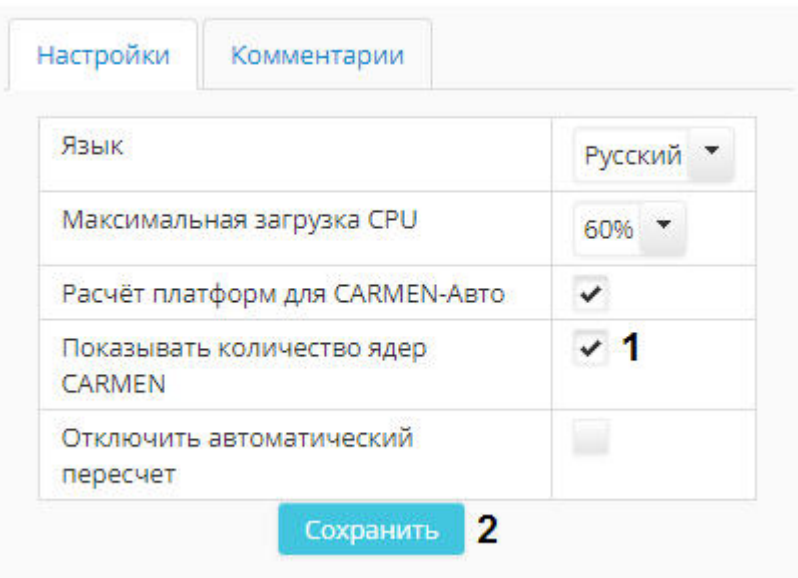 Настройки Комментарии
Язык Русский
Максимальная загрузка CPU 60%
Расчёт платформ для CARMEN-Авто
Показывать количество ядер 1
CARMEN
Отключить автоматический
пересчет
Сохранить 2